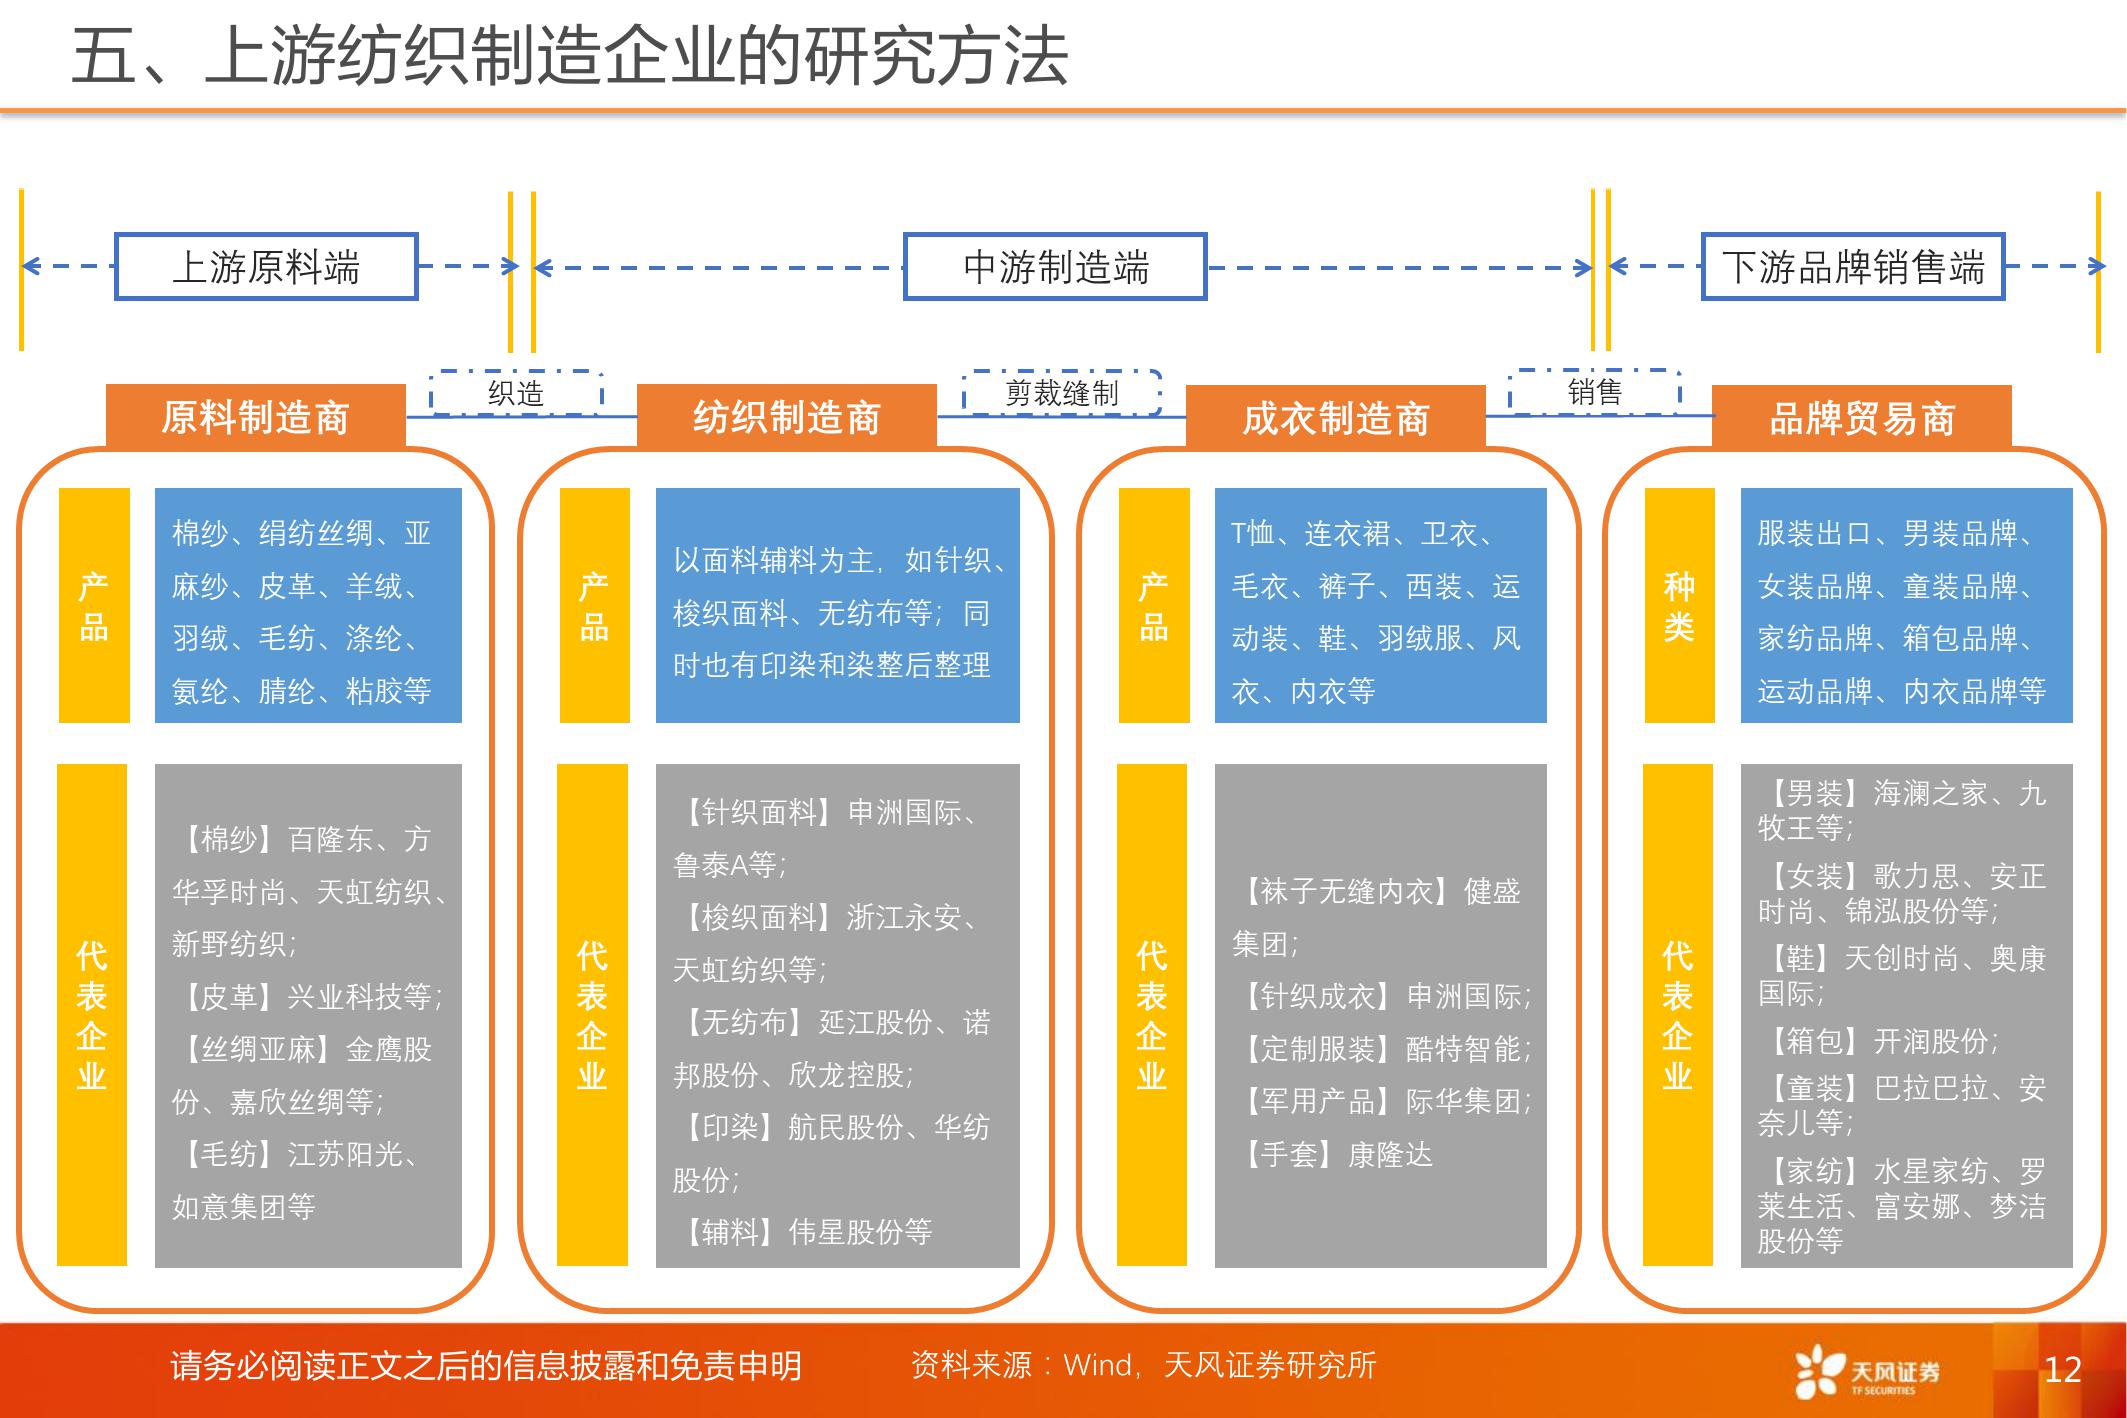 五、上游纺织制造企业的研究方法
上游原料端
中游制造端
下游品牌销售端
织造
剪裁缝制
销售
原料制造商
产品
棉纱、绢纺丝绸、亚
麻纱、皮革、羊绒、
羽绒、毛纺、涤纶、
氨纶、腈纶、粘胶等
代表企业
【棉纱】百隆东、方
华孚时尚、天虹纺织、
新野纺织；
【皮革】兴业科技等；
【丝绸亚麻】金鹰股
份、嘉欣丝绸等；
【毛纺】江苏阳光、
如意集团等
纺织制造商
产品
以面料辅料为主，如针织、
梭织面料、无纺布等；同
时也有印染和染整后整理
代表企业
【针织面料】申洲国际、
鲁泰A等；
【梭织面料】浙江永安、
天虹纺织等；
【无纺布】延江股份、诺
邦股份、欣龙控股；
【印染】航民股份、华纺
股份；
【辅料】伟星股份等
成衣制造商
产品
T恤、连衣裙、卫衣、
毛衣、裤子、西装、运
动装、鞋、羽绒服、风
衣、内衣等
代表企业
【袜子无缝内衣】健盛
集团；
【针织成衣】申洲国际；
【定制服装】酷特智能；
【军用产品】际华集团；
【手套】康隆达
品牌贸易商
种类
服装出口、男装品牌、
女装品牌、童装品牌、
家纺品牌、箱包品牌、
运动品牌、内衣品牌等
代表企业
【男装】海澜之家、九
牧王等；
【女装】歌力思、安正
时尚、锦泓股份等；
【鞋】天创时尚、奥康
国际；
【箱包】开润股份；
【童装】巴拉巴拉、安
奈儿等；
【家纺】水星家纺、罗
莱生活、富安娜、梦洁
股份等
请务必阅读正文之后的信息披露和免责申明
资料来源：Wind，天风证券研究所
天风证券
TF SECURITIES
12